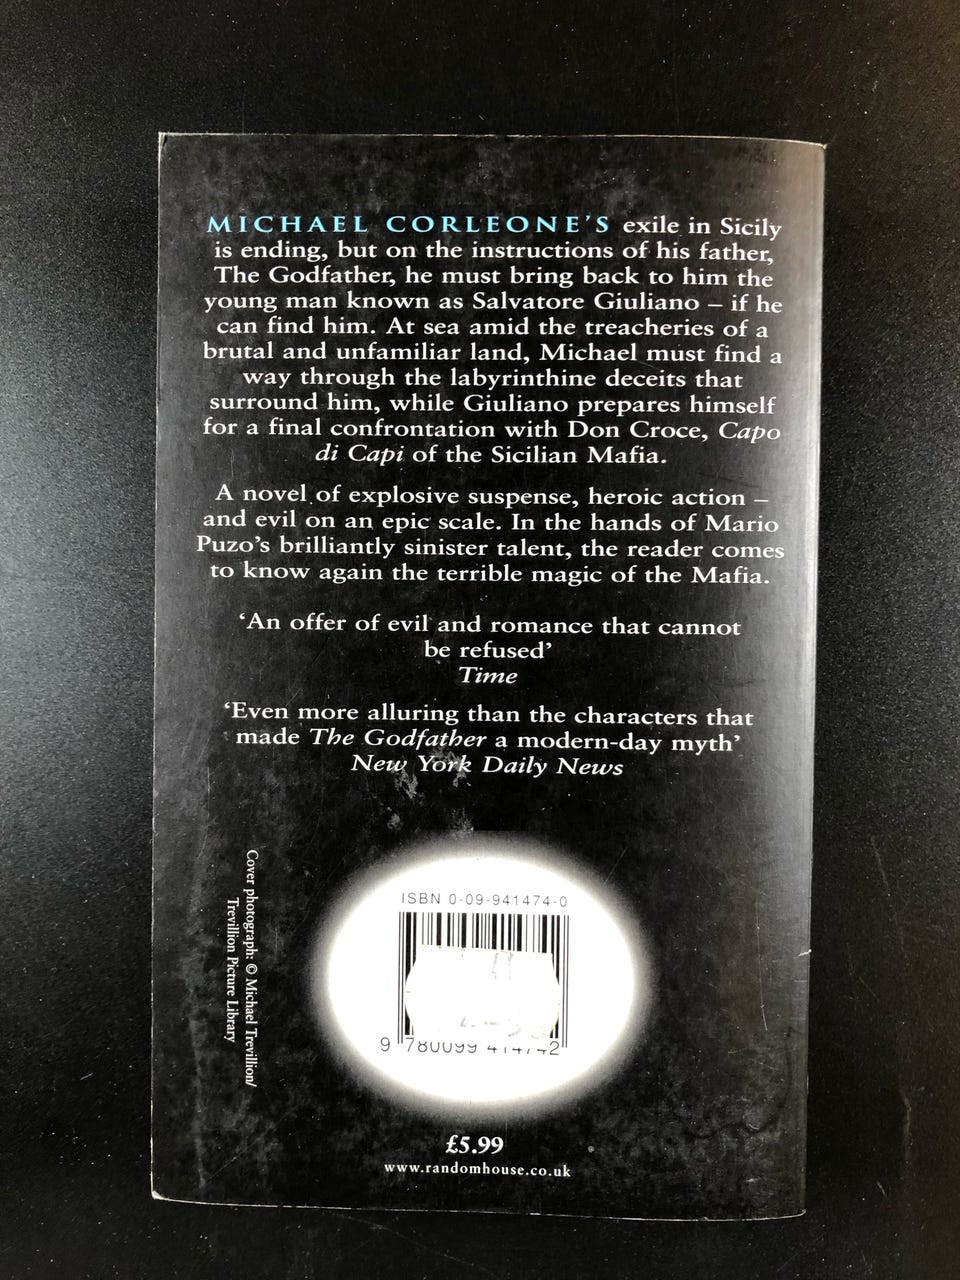 MICHAEL CORLEONE'S exile in Sicily
is ending, but on the instructions of his father,
The Godfather, he must bring back to him the
young man known as Salvatore Giuliano – if he
can find him. At sea amid the treacheries of a
brutal and unfamiliar land, Michael must find a
way through the labyrinthine deceits that
surround him, while Giuliano prepares himself
for a final confrontation with Don Croce, Capo
di Capi of the Sicilian Mafia.
A novel of explosive suspense, heroic action –
and evil on an epic scale. In the hands of Mario
Puzo's brilliantly sinister talent, the reader comes
to know again the terrible magic of the Mafia.
‘An offer of evil and romance that cannot
be refused’
Time
‘Even more alluring than the characters that
made The Godfather a modern-day myth’
New York Daily News
Cover photograph: © Michael Trevillion/
Trevillion Picture Library
ISBN 0-09-941474-0
9 780099 414742
£5.99
www.randomhouse.co.uk